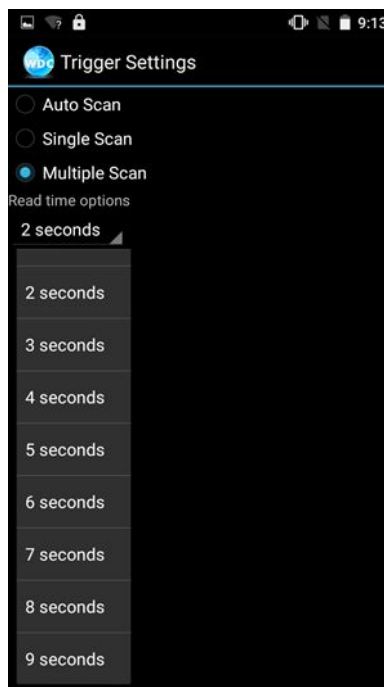 9:13
WDC
Trigger Settings
Auto Scan
Single Scan
Multiple Scan
Read time options
2 seconds
2 seconds
3 seconds
4 seconds
5 seconds
6 seconds
7 seconds
8 seconds
9 seconds